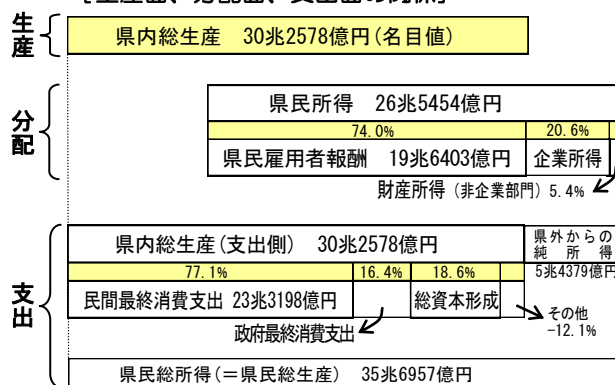 [生産面、分配面、支出面の関係]
生産
県内総生産 30兆2578億円(名目値)
分配
県民所得 26兆5454億円
74.0% 20.6%
県民雇用者報酬 19兆6403億円 企業所得
財産所得 (非企業部門) 5.4%
支出
県内総生産(支出側) 30兆2578億円
県外からの
純所得
77.1% 16.4% 18.6%
5兆4379億円
民間最終消費支出 23兆3198億円 総資本形成
政府最終消費支出
その他
-12.1%
県民総所得(=県民総生産) 35兆6957億円